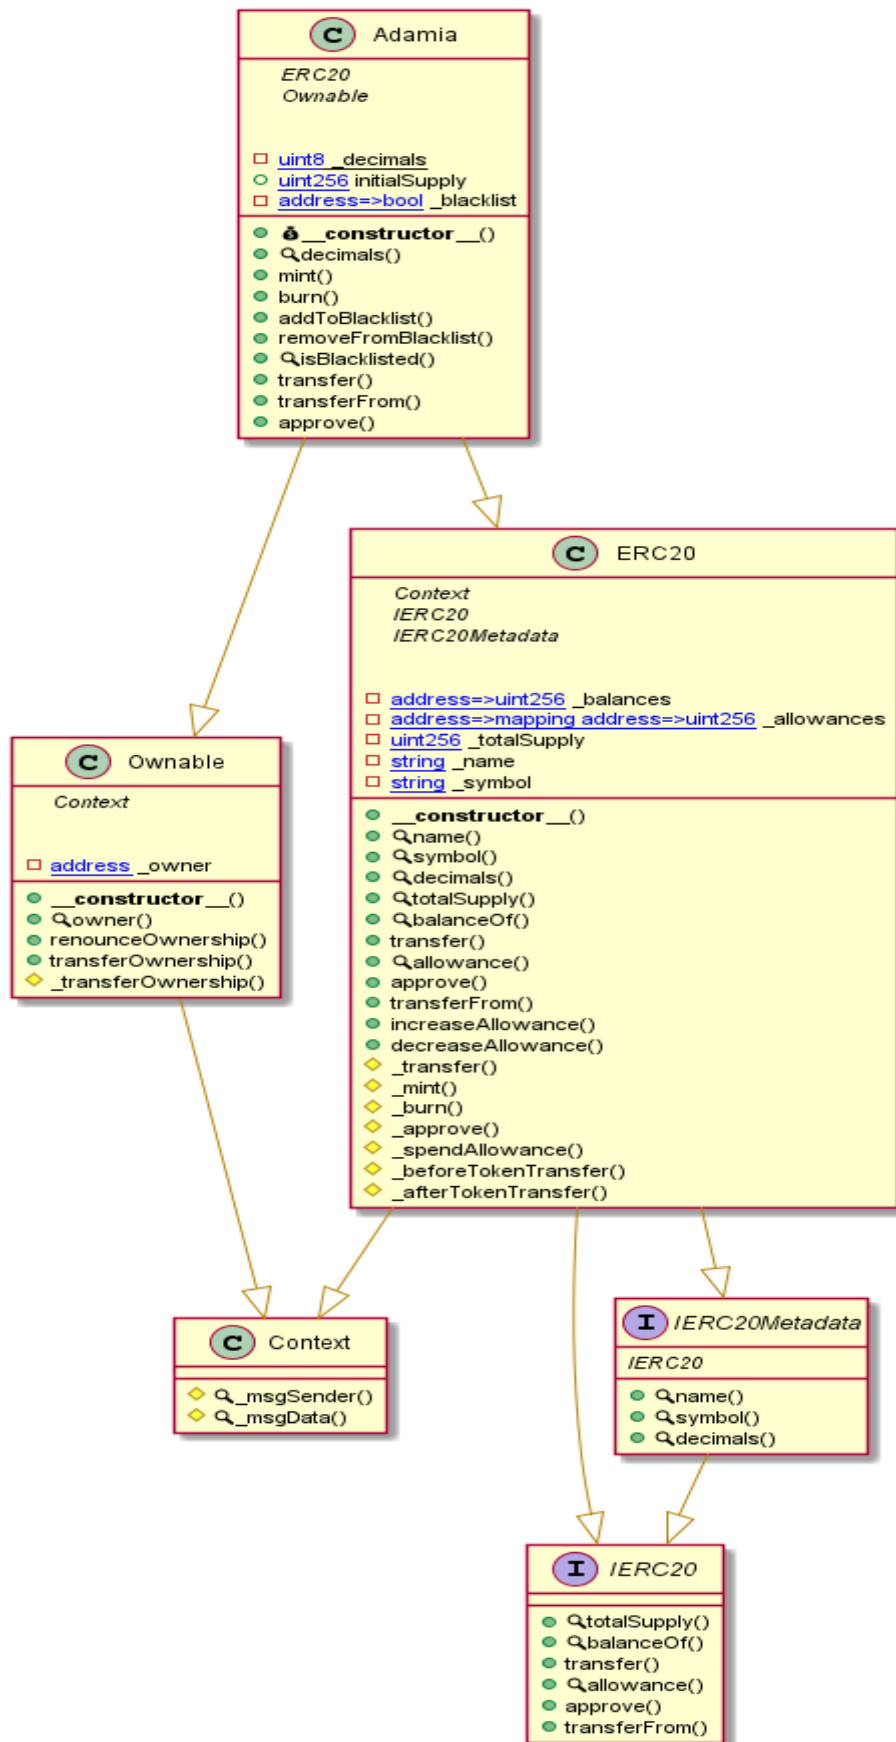 C Adamia
ERC20
Ownable
uint8 _decimals
uint256 initialSupply
address=>bool _blacklist
__constructor__()
decimals()
mint()
burn()
addToBlacklist()
removeFromBlacklist()
isBlacklisted()
transfer()
transferFrom()
approve()
C ERC20
Context
IERC20
IERC20Metadata
address=>uint256 _balances
address=>mapping address=>uint256 _allowances
uint256 _totalSupply
string _name
string _symbol
__constructor__()
name()
symbol()
decimals()
totalSupply()
balanceOf()
transfer()
allowance()
approve()
transferFrom()
increaseAllowance()
decreaseAllowance()
_transfer()
_mint()
_burn()
_approve()
_spendAllowance()
_beforeTokenTransfer()
_afterTokenTransfer()
C Ownable
Context
address _owner
__constructor__()
owner()
renounceOwnership()
transferOwnership()
_transferOwnership()
C Context
_msgSender()
_msgData()
I IERC20Metadata
IERC20
name()
symbol()
decimals()
I IERC20
totalSupply()
balanceOf()
transfer()
allowance()
approve()
transferFrom()